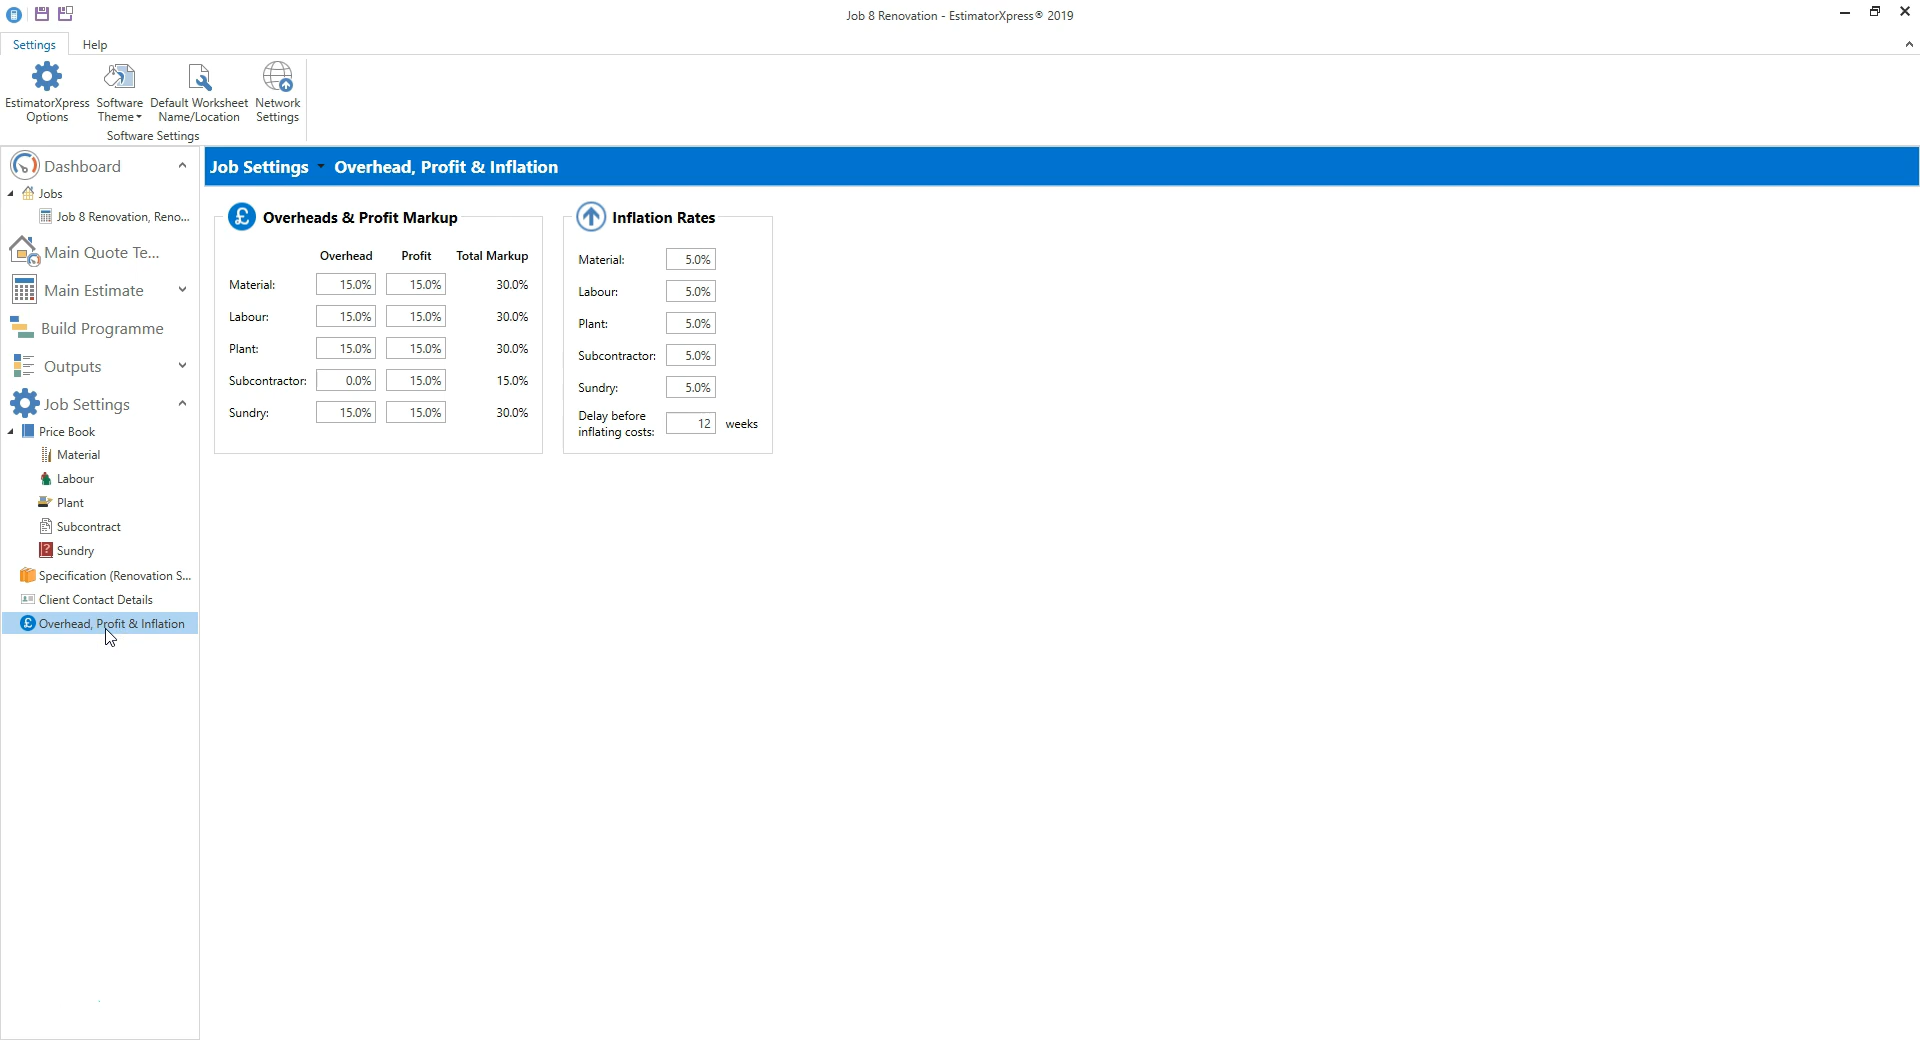 Job 8 Renovation - EstimatorXpress® 2019
Settings Help
EstimatorXpress Options
Software Theme
Default Worksheet Name/Location
Network Settings
Software Settings
Dashboard
Jobs
Job 8 Renovation, Reno...
Main Quote Te...
Main Estimate
Build Programme
Outputs
Job Settings
Price Book
Material
Labour
Plant
Subcontract
Sundry
Specification (Renovation S...
Client Contact Details
Overhead, Profit & Inflation
Job Settings Overhead, Profit & Inflation
Overheads & Profit Markup
Overhead Profit Total Markup
Material: 15.0% 15.0% 30.0%
Labour: 15.0% 15.0% 30.0%
Plant: 15.0% 15.0% 30.0%
Subcontractor: 0.0% 15.0% 15.0%
Sundry: 15.0% 15.0% 30.0%
Inflation Rates
Material: 5.0%
Labour: 5.0%
Plant: 5.0%
Subcontractor: 5.0%
Sundry: 5.0%
Delay before
inflating costs: 12 weeks